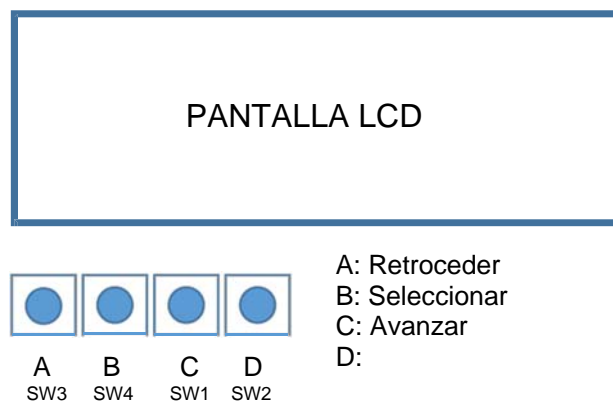 PANTALLA LCD
A: Retroceder
B: Seleccionar
C: Avanzar
D:
A B C D
SW3 SW4 SW1 SW2